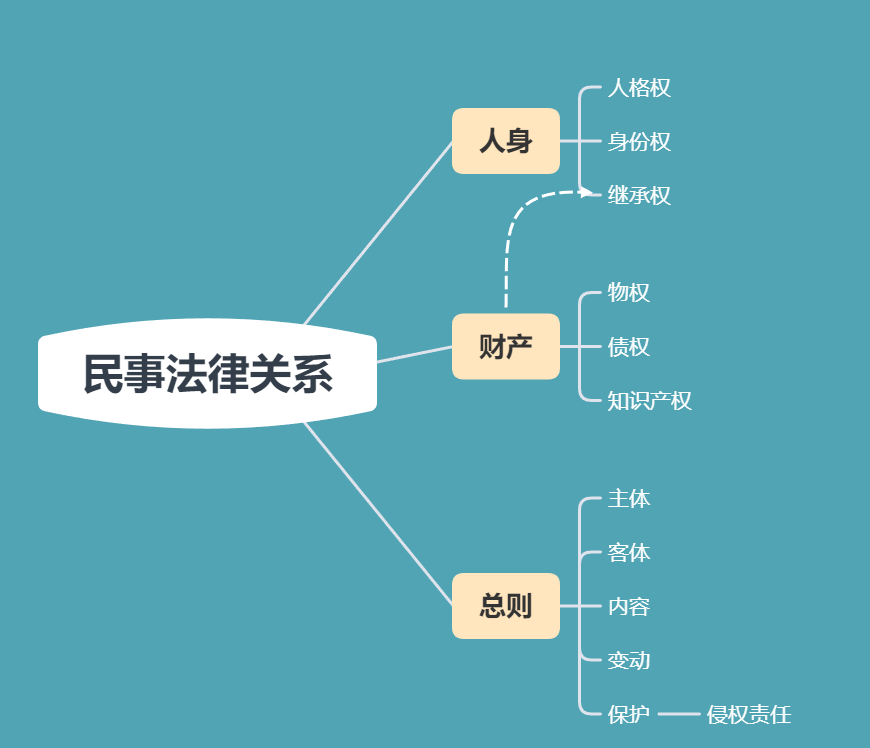 民事法律关系
人身
人格权
身份权
继承权
财产
物权
债权
知识产权
总则
主体
客体
内容
变动
保护
侵权责任